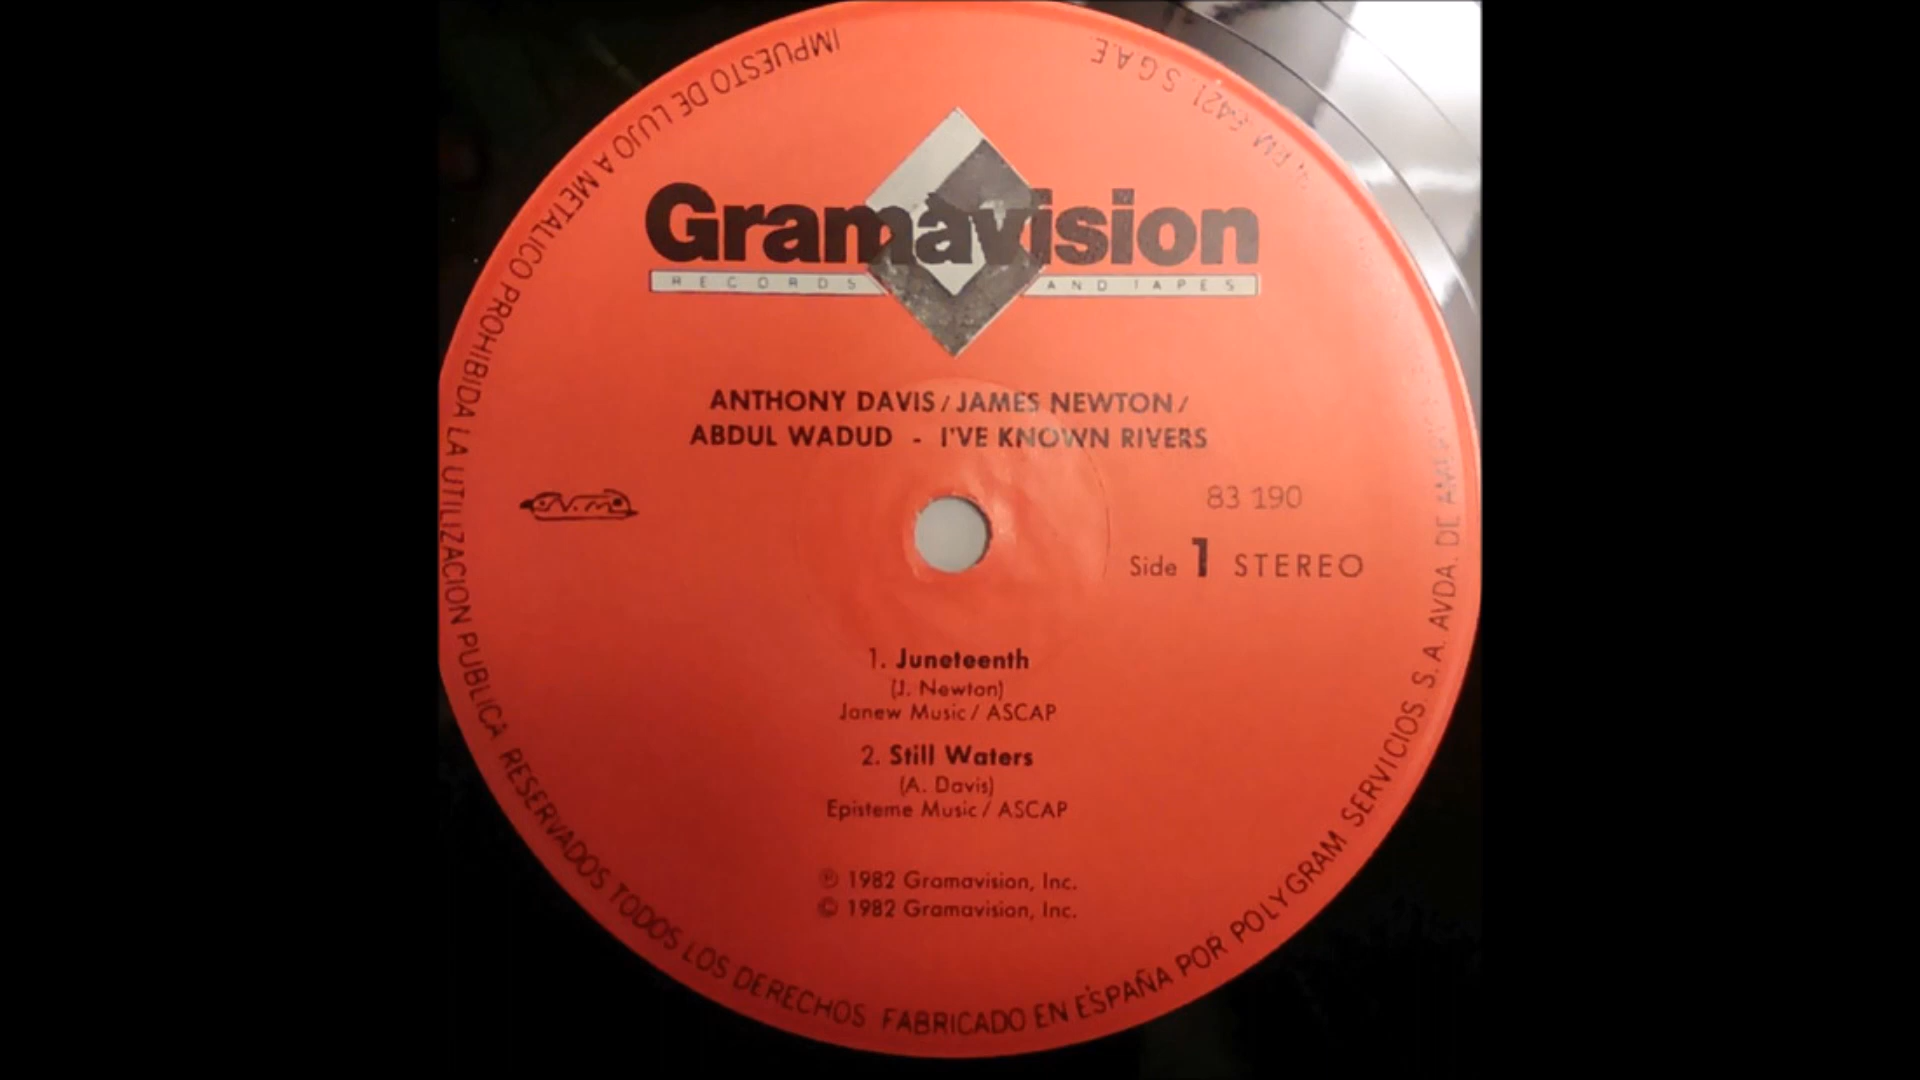 Gramavision
RECORDS AND TAPES
ANTHONY DAVIS / JAMES NEWTON /
ABDUL WADUD - I'VE KNOWN RIVERS
83 190
Side 1 STEREO
1. Juneteenth
(J. Newton)
Janew Music / ASCAP
2. Still Waters
(A. Davis)
Episteme Music / ASCAP
℗ 1982 Gramavision, Inc.
© 1982 Gramavision, Inc.
IMPUESTO DE LUJO A METALICO PROHIBIDA LA UTILIZACION PUBLICA RESERVADOS TODOS LOS DERECHOS FABRICADO EN ESPAÑA POR POLYGRAM SERVICIOS. S. A. AVDA. DE
6421. S G A E.